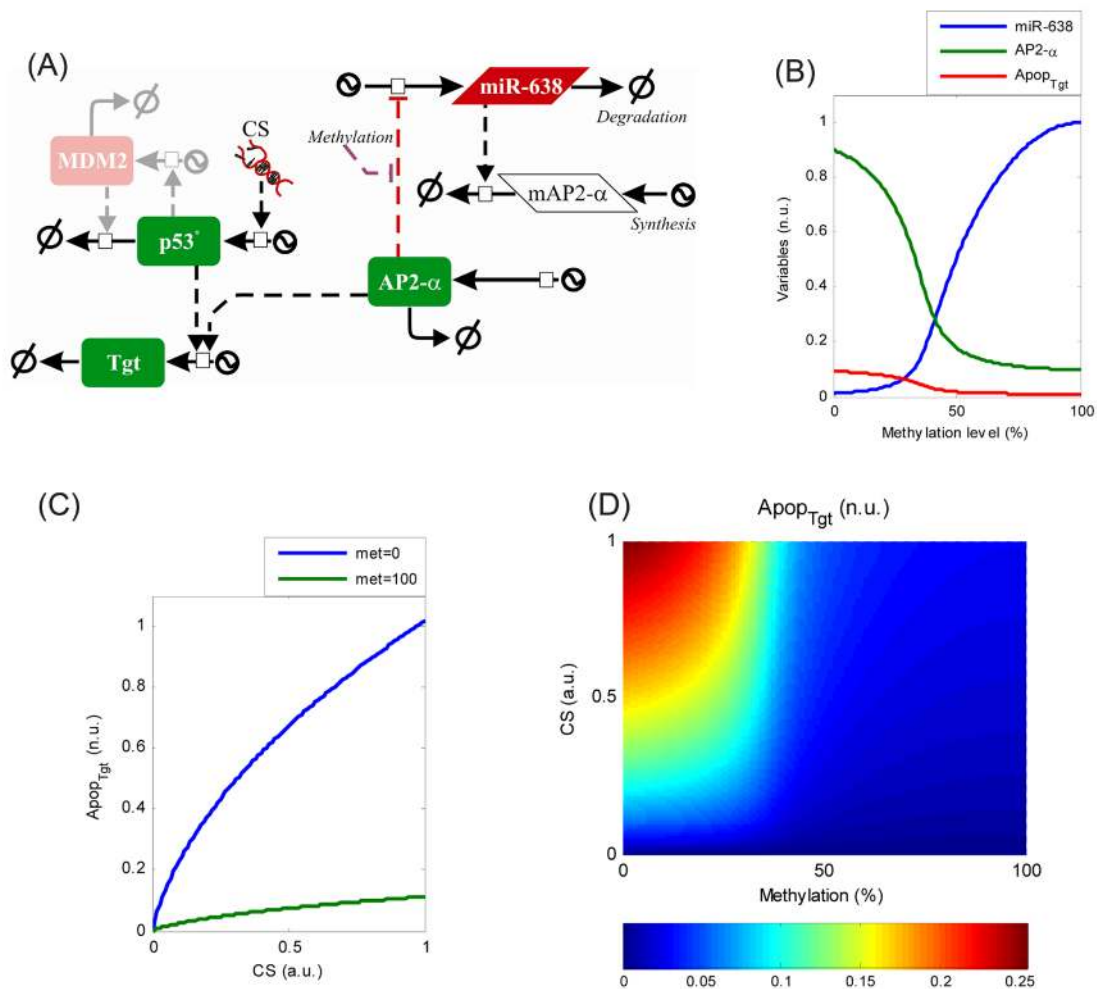 (A)
miR-638
Degradation
Methylation
CS
MDM2
mAP2-α
Synthesis
p53*
AP2-α
Tgt
(B)
miR-638
AP2-α
Apop_Tgt
1
0.8
0.6
0.4
0.2
0
Variables (n.u.)
0 50 100
Methylation level (%)
(C)
met=0
met=100
1
0.8
0.6
0.4
0.2
0
Apop_Tgt (n.u.)
0 0.5 1
CS (a.u.)
(D)
Apop_Tgt (n.u.)
1
0.5
0
CS (a.u.)
0 50 100
Methylation (%)
0 0.05 0.1 0.15 0.2 0.25